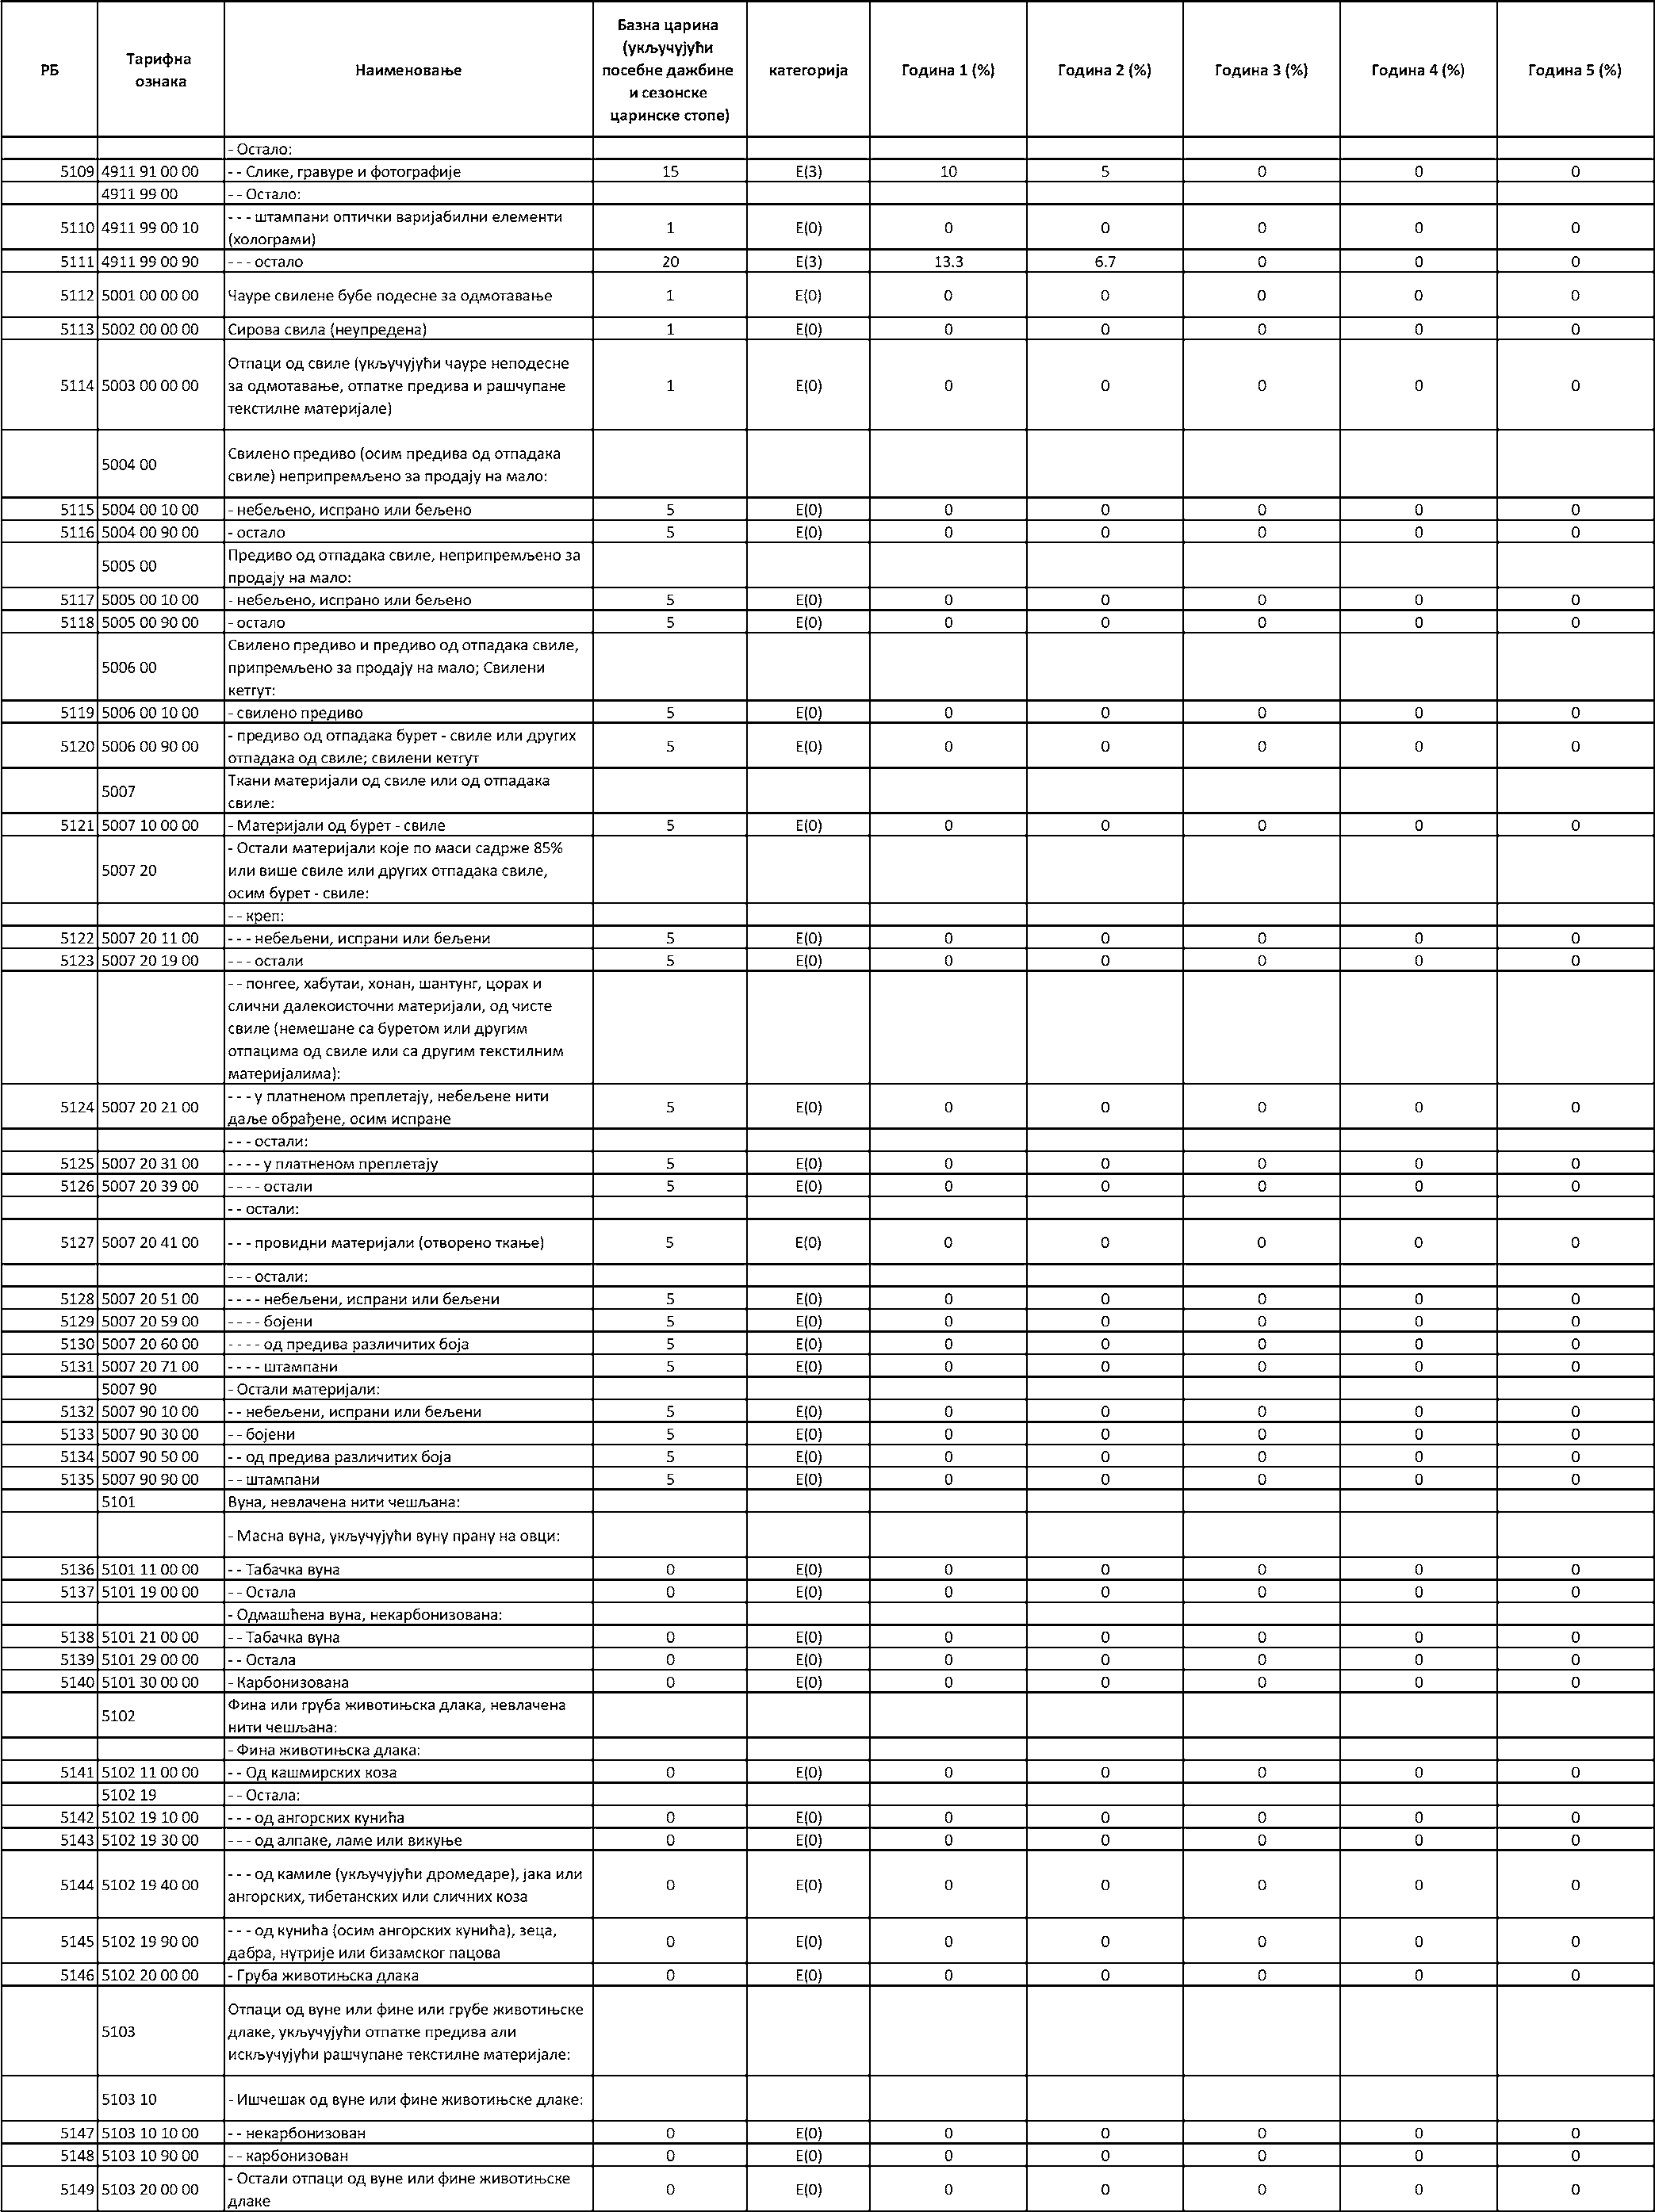 РБ Тарифна ознака Наименовање Базна царина (укључујући посебне дажбине и сезонске царинске стопе) категорија Година 1 (%) Година 2 (%) Година 3 (%) Година 4 (%) Година 5 (%)
- Остало:
5109 4911 91 00 00 - - Слике, гравуре и фотографије 15 E(3) 10 5 0 0 0
4911 99 00 - - Остало:
- - - штампани оптички варијабилни елементи
5110 4911 99 00 10 (холограми) 1 E(0) 0 0 0 0 0
5111 4911 99 00 90 - - - остало 20 E(3) 13.3 6.7 0 0 0
5112 5001 00 00 00 Чауре свилене бубе подесне за одмотавање 1 E(0) 0 0 0 0 0
5113 5002 00 00 00 Сирова свила (неупредена) 1 E(0) 0 0 0 0 0
Отпаци од свиле (укључујући чауре неподесне
5114 5003 00 00 00 за одмотавање, отпатке предива и рашчупане 1 E(0) 0 0 0 0 0
текстилне материјале)
5004 00 Свилено предиво (осим предива од отпадака
свиле) неприпремљено за продају на мало:
5115 5004 00 10 00 - небељено, испрано или бељено 5 E(0) 0 0 0 0 0
5116 5004 00 90 00 - остало 5 E(0) 0 0 0 0 0
5005 00 Предиво од отпадака свиле, неприпремљено за
продају на мало:
5117 5005 00 10 00 - небељено, испрано или бељено 5 E(0) 0 0 0 0 0
5118 5005 00 90 00 - остало 5 E(0) 0 0 0 0 0
Свилено предиво и предиво од отпадака свиле,
5006 00 припремљено за продају на мало; Свилени
кетгут:
5119 5006 00 10 00 - свилено предиво 5 E(0) 0 0 0 0 0
- предиво од отпадака бурет - свиле или других
5120 5006 00 90 00 отпадака од свиле; свилени кетгут 5 E(0) 0 0 0 0 0
5007 Ткани материјали од свиле или од отпадака
свиле:
5121 5007 10 00 00 - Материјали од бурет - свиле 5 E(0) 0 0 0 0 0
- Остали материјали које по маси садрже 85%
5007 20 или више свиле или других отпадака свиле,
осим бурет - свиле:
- - креп:
5122 5007 20 11 00 - - - небељени, испрани или бељени 5 E(0) 0 0 0 0 0
5123 5007 20 19 00 - - - остали 5 E(0) 0 0 0 0 0
- - понгее, хабутаи, хонан, шантунг, цорах и
слични далекоисточни материјали, од чисте
свиле (немешане са буретом или другим
отпацима од свиле или са другим текстилним
материјалима):
- - - у платненом преплетају, небељене нити
5124 5007 20 21 00 даље обрађене, осим испране 5 E(0) 0 0 0 0 0
- - - остали:
5125 5007 20 31 00 - - - - у платненом преплетају 5 E(0) 0 0 0 0 0
5126 5007 20 39 00 - - - - остали 5 E(0) 0 0 0 0 0
- - остали:
5127 5007 20 41 00 - - - провидни материјали (отворено ткање) 5 E(0) 0 0 0 0 0
- - - остали:
5128 5007 20 51 00 - - - - небељени, испрани или бељени 5 E(0) 0 0 0 0 0
5129 5007 20 59 00 - - - - бојени 5 E(0) 0 0 0 0 0
5130 5007 20 60 00 - - - - од предива различитих боја 5 E(0) 0 0 0 0 0
5131 5007 20 71 00 - - - - штампани 5 E(0) 0 0 0 0 0
5007 90 - Остали материјали:
5132 5007 90 10 00 - - небељени, испрани или бељени 5 E(0) 0 0 0 0 0
5133 5007 90 30 00 - - бојени 5 E(0) 0 0 0 0 0
5134 5007 90 50 00 - - од предива различитих боја 5 E(0) 0 0 0 0 0
5135 5007 90 90 00 - - штампани 5 E(0) 0 0 0 0 0
5101 Вуна, невлачена нити чешљана:
- Масна вуна, укључујући вуну прану на овци:
5136 5101 11 00 00 - - Табачка вуна 0 E(0) 0 0 0 0 0
5137 5101 19 00 00 - - Остала 0 E(0) 0 0 0 0 0
- Одмашћена вуна, некарбонизована:
5138 5101 21 00 00 - - Табачка вуна 0 E(0) 0 0 0 0 0
5139 5101 29 00 00 - - Остала 0 E(0) 0 0 0 0 0
5140 5101 30 00 00 - Карбонизована 0 E(0) 0 0 0 0 0
5102 Фина или груба животињска длака, невлачена
нити чешљана:
- Фина животињска длака:
5141 5102 11 00 00 - - Од кашмирских коза 0 E(0) 0 0 0 0 0
5102 19 - - Остала:
5142 5102 19 10 00 - - - од ангорских кунића 0 E(0) 0 0 0 0 0
5143 5102 19 30 00 - - - од алпаке, ламе или викуње 0 E(0) 0 0 0 0 0
5144 5102 19 40 00 - - - од камиле (укључујући дромедаре), јака или
ангорских, тибетанских или сличних коза 0 E(0) 0 0 0 0 0
5145 5102 19 90 00 - - - од кунића (осим ангорских кунића), зеца,
дабра, нутрије или бизамског пацова 0 E(0) 0 0 0 0 0
5146 5102 20 00 00 - Груба животињска длака 0 E(0) 0 0 0 0 0
Отпаци од вуне или фине или грубе животињске
5103 длаке, укључујући отпатке предива али
искључујући рашчупане текстилне материјале:
5103 10 - Ишчешак од вуне или фине животињске длаке:
5147 5103 10 10 00 - - некарбонизован 0 E(0) 0 0 0 0 0
5148 5103 10 90 00 - - карбонизован 0 E(0) 0 0 0 0 0
5149 5103 20 00 00 - Остали отпаци од вуне или фине животињске
длаке 0 E(0) 0 0 0 0 0